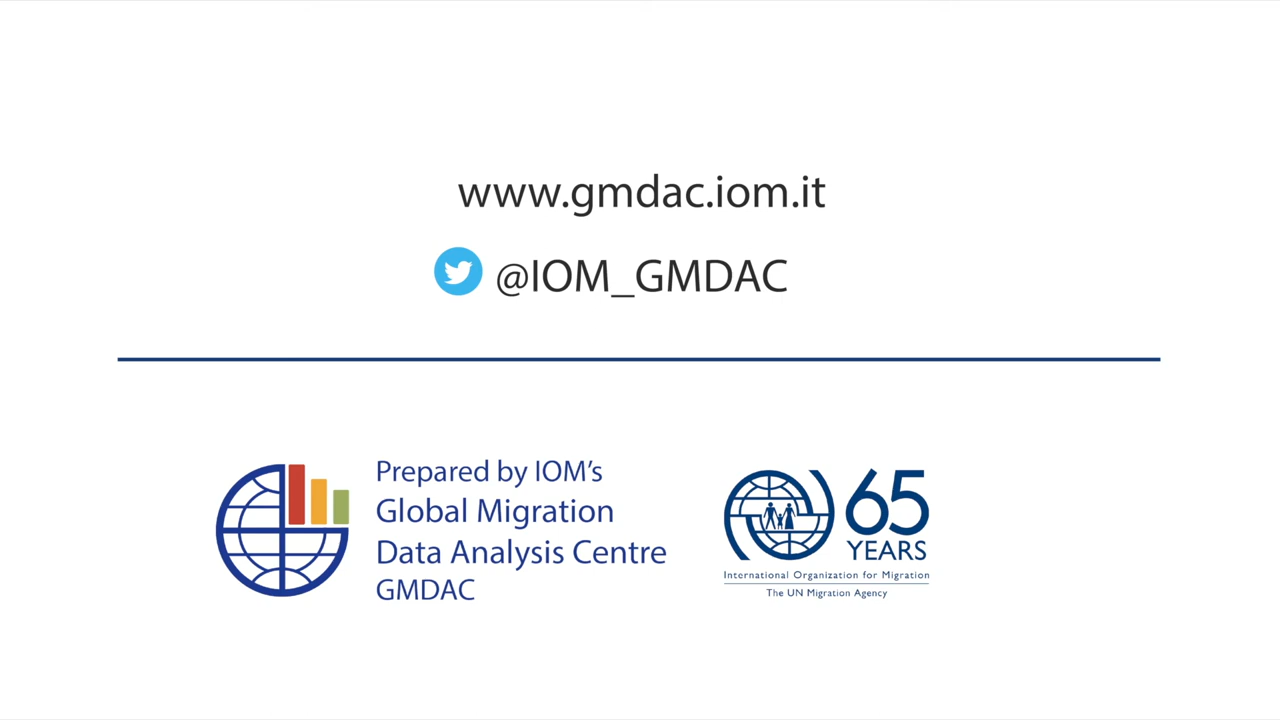 www.gmdac.iom.it
@IOM_GMDAC
Prepared by IOM’s
Global Migration
Data Analysis Centre
GMDAC
65
YEARS
International Organization for Migration
The UN Migration Agency